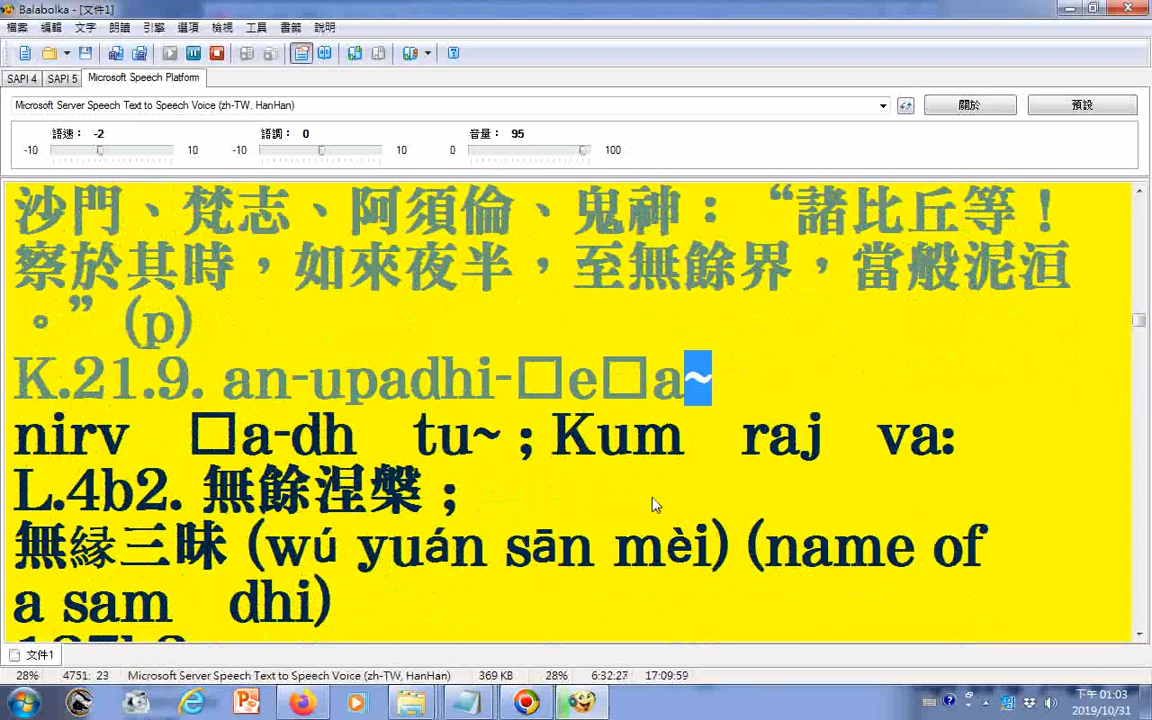 Balabolka - [文件1]
檔案 編輯 文字 朗讀 引擎 選項 檢視 工具 書籤 說明
SAPI 4 SAPI 5 Microsoft Speech Platform
Microsoft Server Speech Text to Speech Voice (zh-TW, HanHan) 關於 預設
語速： -2 語調： 0 音量： 95
-10 10 -10 10 0 100
沙門、梵志、阿須倫、鬼神：“諸比丘等！
察於其時，如來夜半，至無餘界，當般泥洹
。”(p)
K.21.9. an-upadhi-□e□a~
nirv □a-dh tu~ ; Kum raj va:
L.4b2. 無餘涅槃；
無緣三昧 (wú yuán sān mèi) (name of
a sam dhi)
文件1
28% 4751: 23 Microsoft Server Speech Text to Speech Voice (zh-TW, HanHan) 369 KB 28% 6:32:27 17:09:59
下午 01:03
2019/10/31